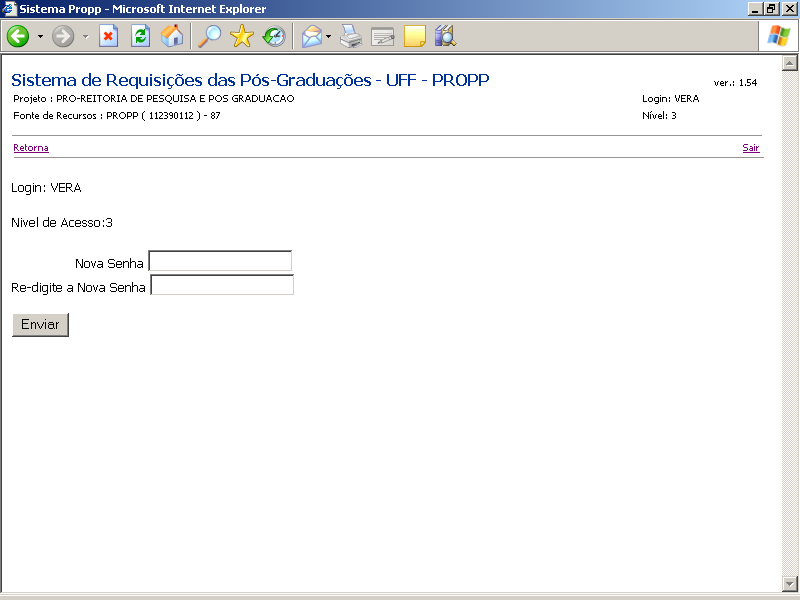 Sistema Propp - Microsoft Internet Explorer
Sistema de Requisições das Pós-Graduações - UFF - PROPP
ver.: 1.54
Projeto : PRO-REITORIA DE PESQUISA E POS GRADUACAO
Login: VERA
Fonte de Recursos : PROPP ( 112390112 ) - 87
Nível: 3
Retorna
Sair
Login: VERA
Nivel de Acesso:3
Nova Senha
Re-digite a Nova Senha
Enviar